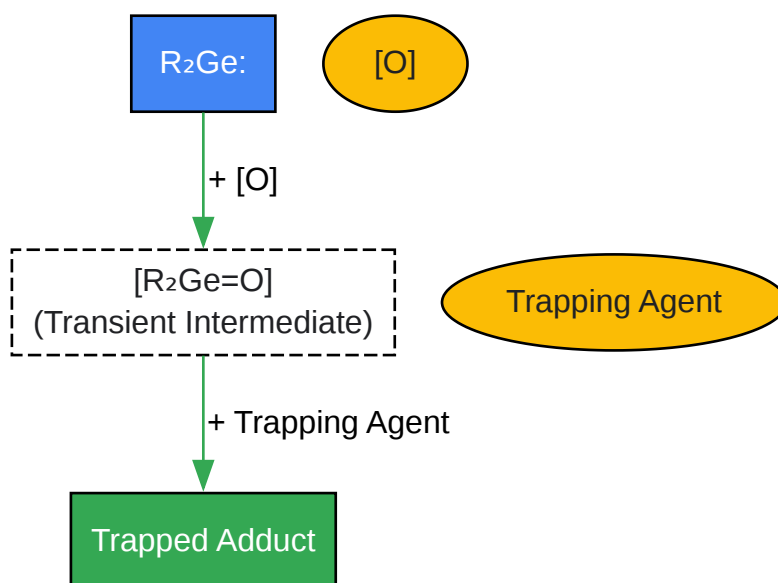 R₂Ge:
[O]
+ [O]
[R₂Ge=O]
(Transient Intermediate)
Trapping Agent
+ Trapping Agent
Trapped Adduct